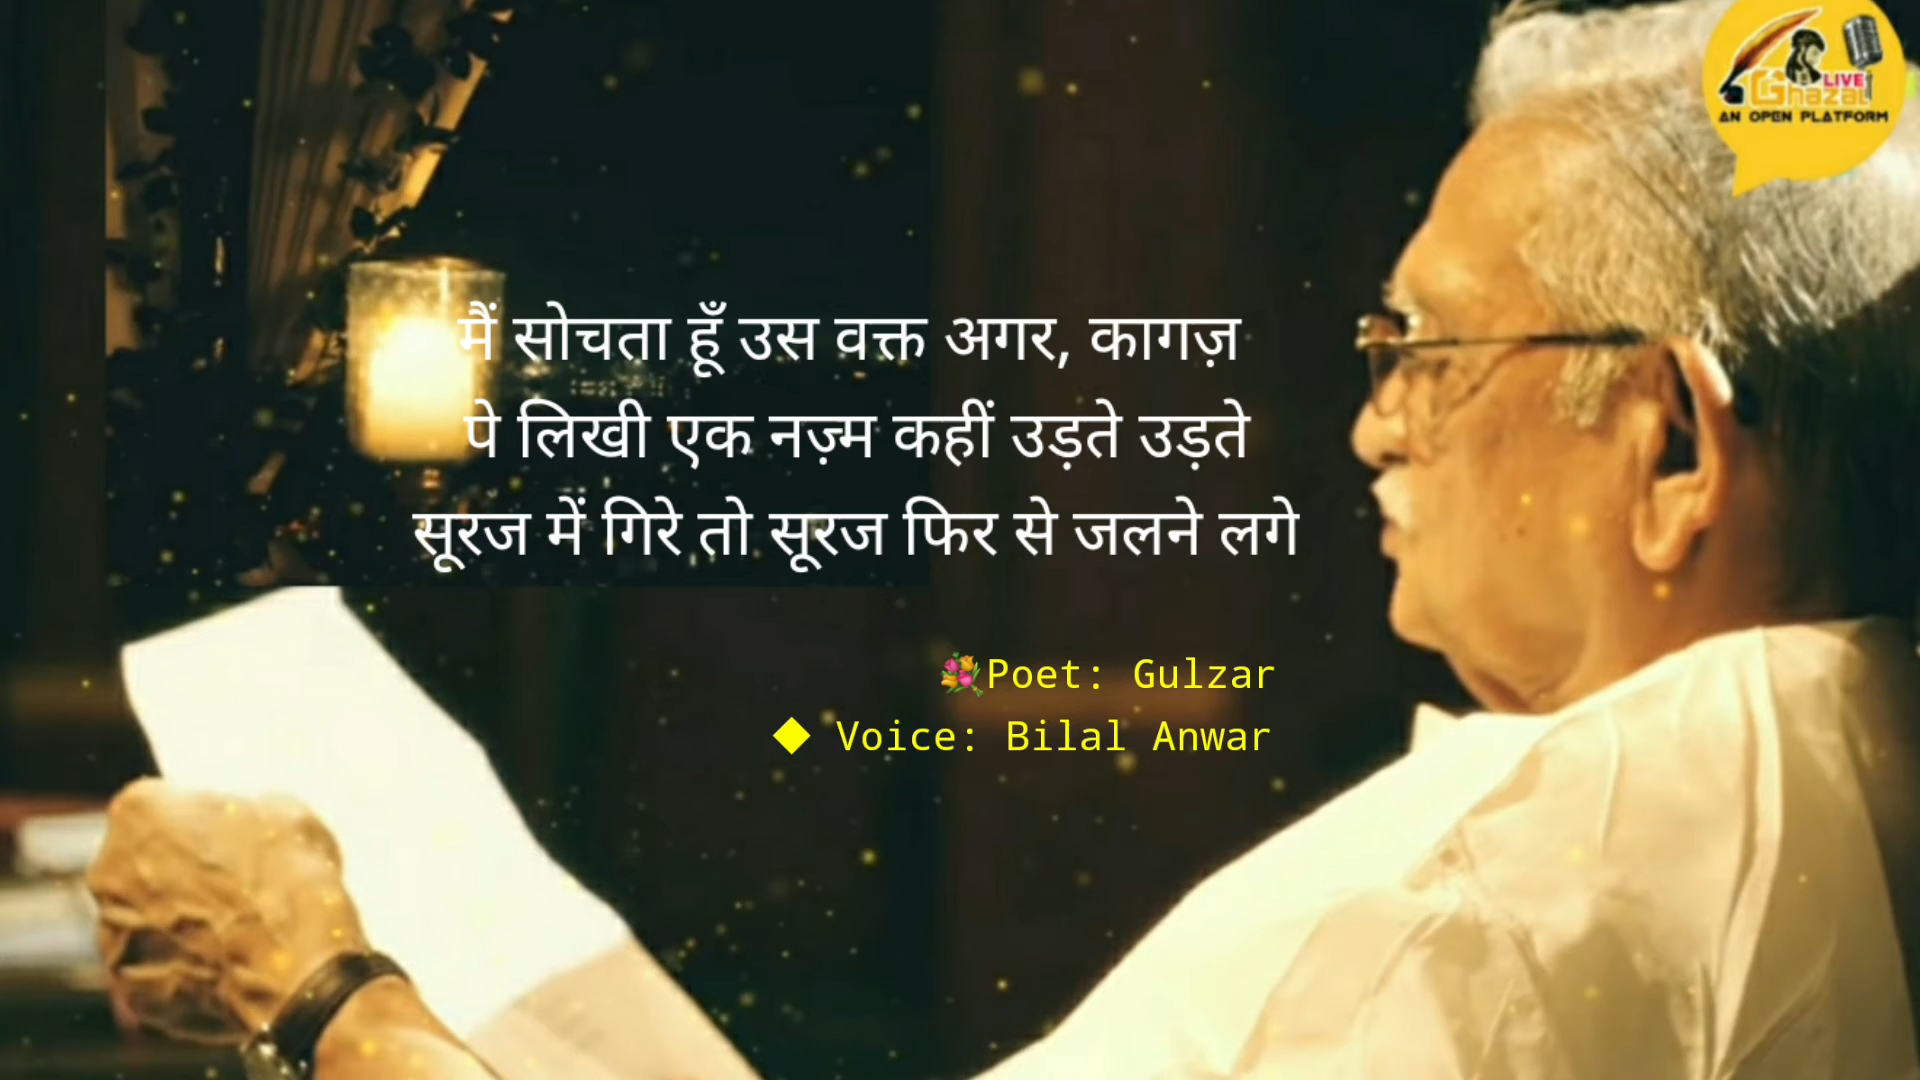 LIVE
Ghazal
AN OPEN PLATFORM
मैं सोचता हूँ उस वक्त अगर, कागज़
पे लिखी एक नज़्म कहीं उड़ते उड़ते
सूरज में गिरे तो सूरज फिर से जलने लगे
💐Poet: Gulzar
◆ Voice: Bilal Anwar